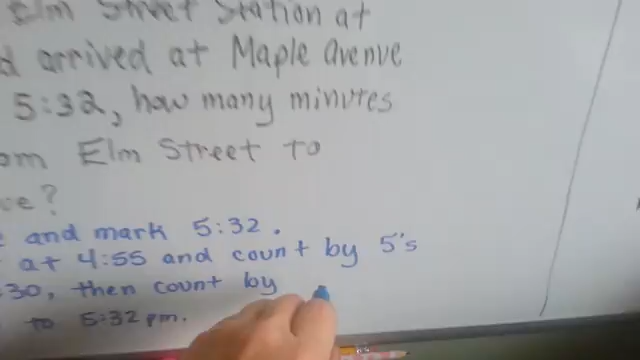 Elm Street Station at
d arrived at Maple avenue
5:32, how many minutes
om Elm Street to
ve?
and mark 5:32.
at 4:55 and count by 5's
:30, then count by
to 5:32 pm.